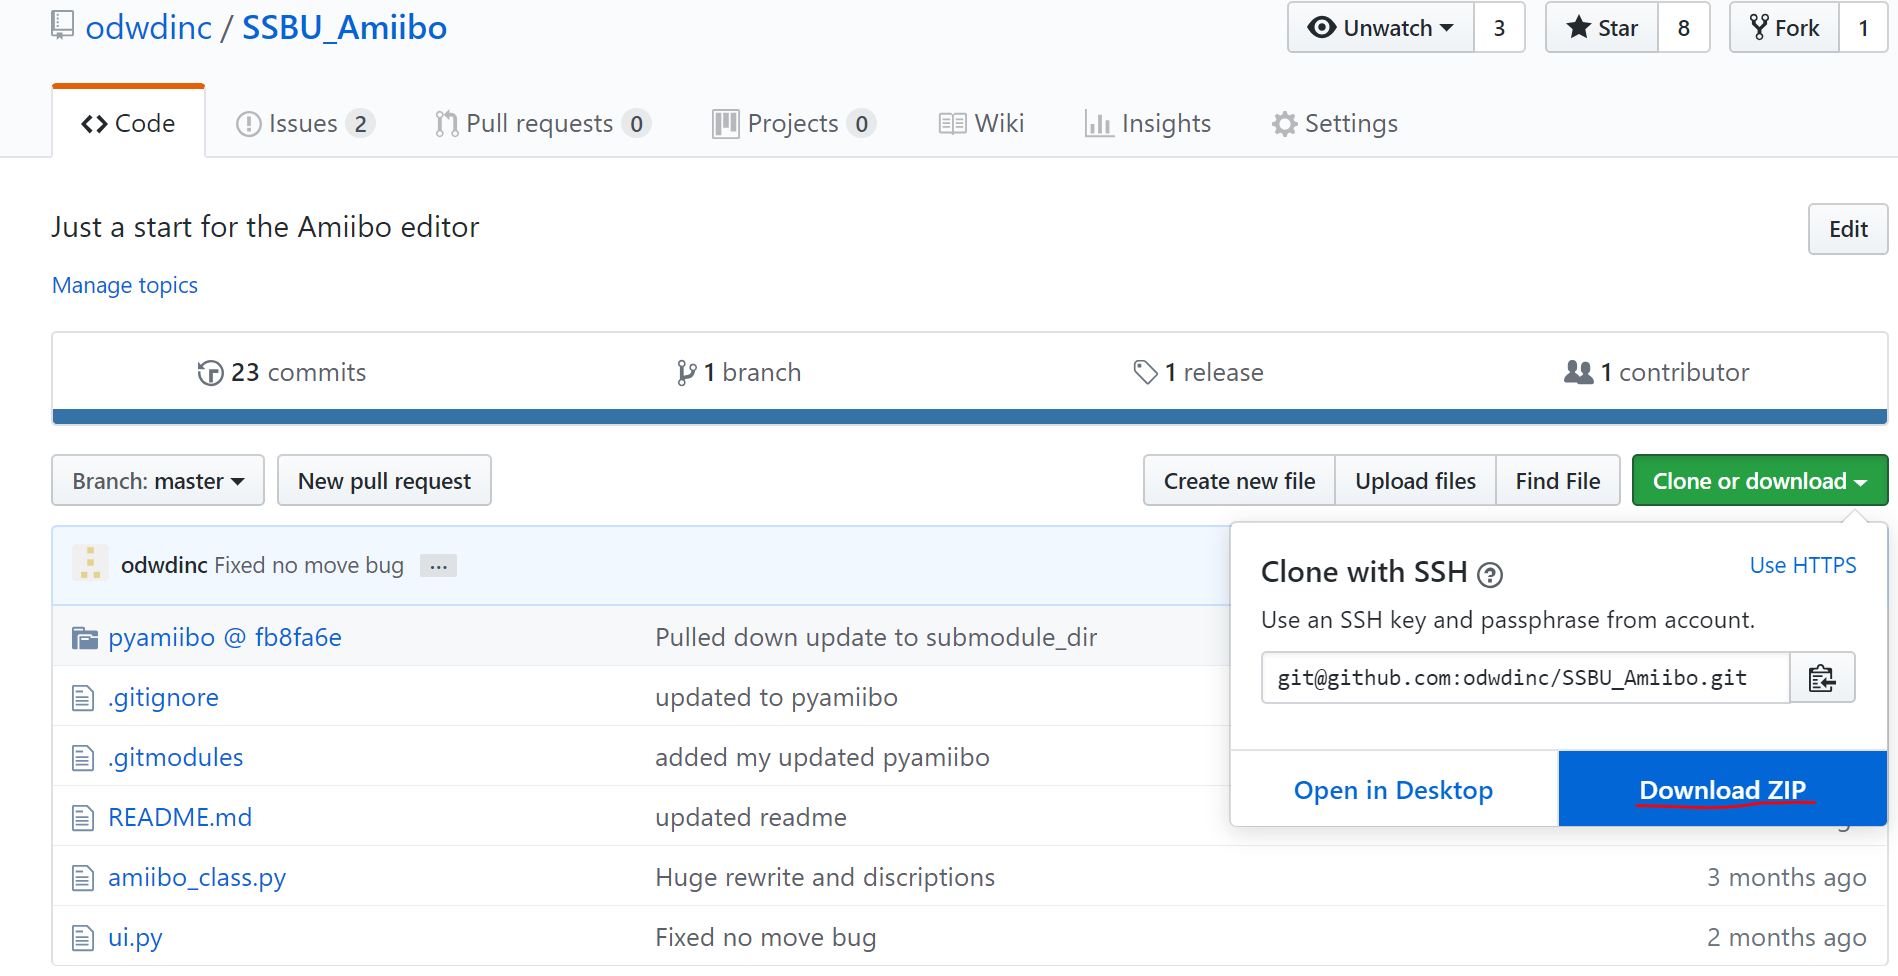 odwdinc / SSBU_Amiibo
Unwatch 3 Star 8 Fork 1
Code Issues 2 Pull requests 0 Projects 0 Wiki Insights Settings
Just a start for the Amiibo editor
Edit
Manage topics
23 commits 1 branch 1 release 1 contributor
Branch: master New pull request Create new file Upload files Find File Clone or download
odwdinc Fixed no move bug ...
Clone with SSH ? Use HTTPS
Use an SSH key and passphrase from account.
git@github.com:odwdinc/SSBU_Amiibo.git
Open in Desktop Download ZIP
pyamiibo @ fb8fa6e Pulled down update to submodule_dir
.gitignore updated to pyamiibo
.gitmodules added my updated pyamiibo
README.md updated readme
amiibo_class.py Huge rewrite and discriptions 3 months ago
ui.py Fixed no move bug 2 months ago